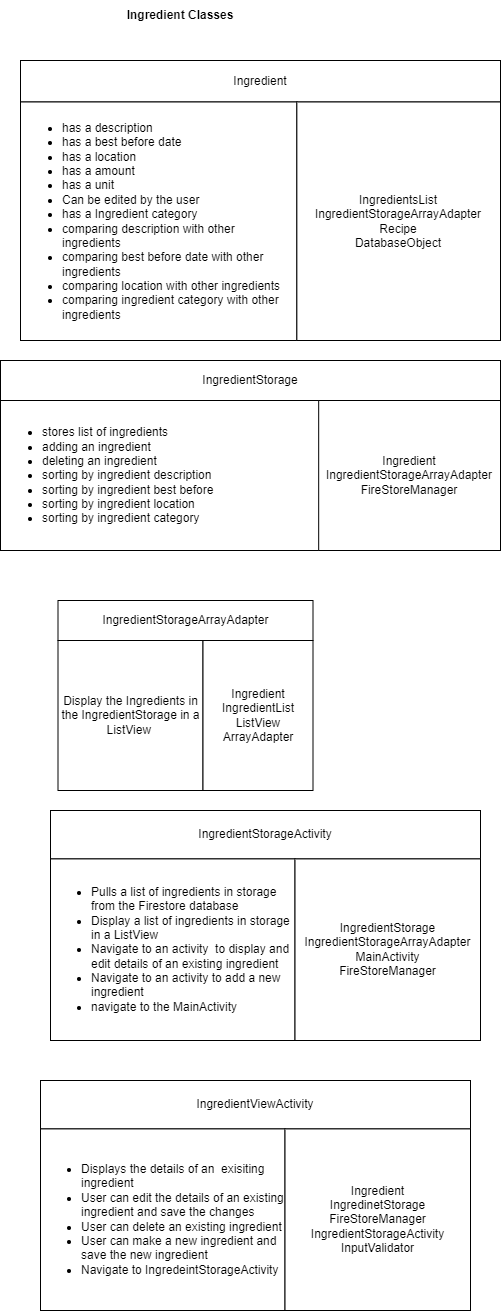 Ingredient Classes
Ingredient
has a description
has a best before date
has a location
has a amount
has a unit
Can be edited by the user
has a Ingredient category
comparing description with other
ingredients
comparing best before date with other
ingredients
comparing location with other ingredients
comparing ingredient category with other
ingredients
IngredientsList
IngredientStorageArrayAdapter
Recipe
DatabaseObject
IngredientStorage
stores list of ingredients
adding an ingredient
deleting an ingredient
sorting by ingredient description
sorting by ingredient best before
sorting by ingredient location
sorting by ingredient category
Ingredient
IngredientStorageArrayAdapter
FireStoreManager
IngredientStorageArrayAdapter
Display the Ingredients in
the IngredientStorage in a
ListView
Ingredient
IngredientList
ListView
ArrayAdapter
IngredientStorageActivity
Pulls a list of ingredients in storage
from the Firestore database
Display a list of ingredients in storage
in a ListView
Navigate to an activity to display and
edit details of an existing ingredient
Navigate to an activity to add a new
ingredient
navigate to the MainActivity
IngredientStorage
IngredientStorageArrayAdapter
MainActivity
FireStoreManager
IngredientViewActivity
Displays the details of an exisiting
ingredient
User can edit the details of an existing
ingredient and save the changes
User can delete an existing ingredient
User can make a new ingredient and
save the new ingredient
Navigate to IngredeintStorageActivity
Ingredient
IngredinetStorage
FireStoreManager
IngredientStorageActivity
InputValidator